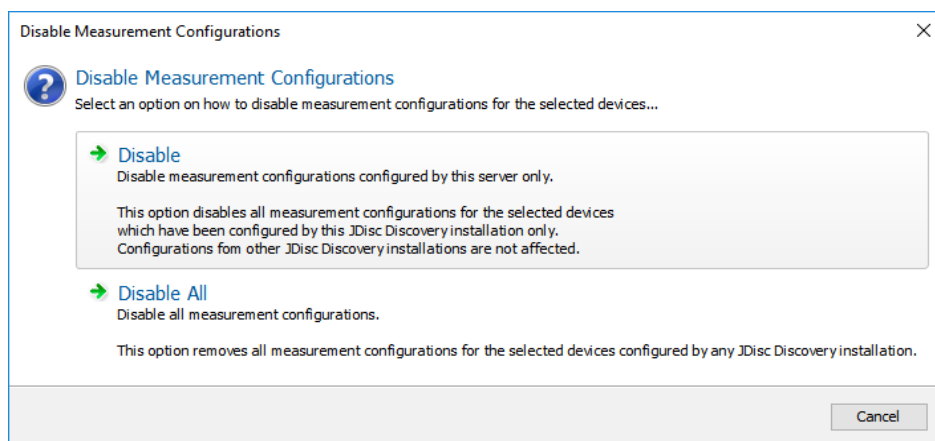 Disable Measurement Configurations
Disable Measurement Configurations
Select an option on how to disable measurement configurations for the selected devices...
Disable
Disable measurement configurations configured by this server only.
This option disables all measurement configurations for the selected devices
which have been configured by this JDisc Discovery installation only.
Configurations fom other JDisc Discovery installations are not affected.
Disable All
Disable all measurement configurations.
This option removes all measurement configurations for the selected devices configured by any JDisc Discovery installation.
Cancel